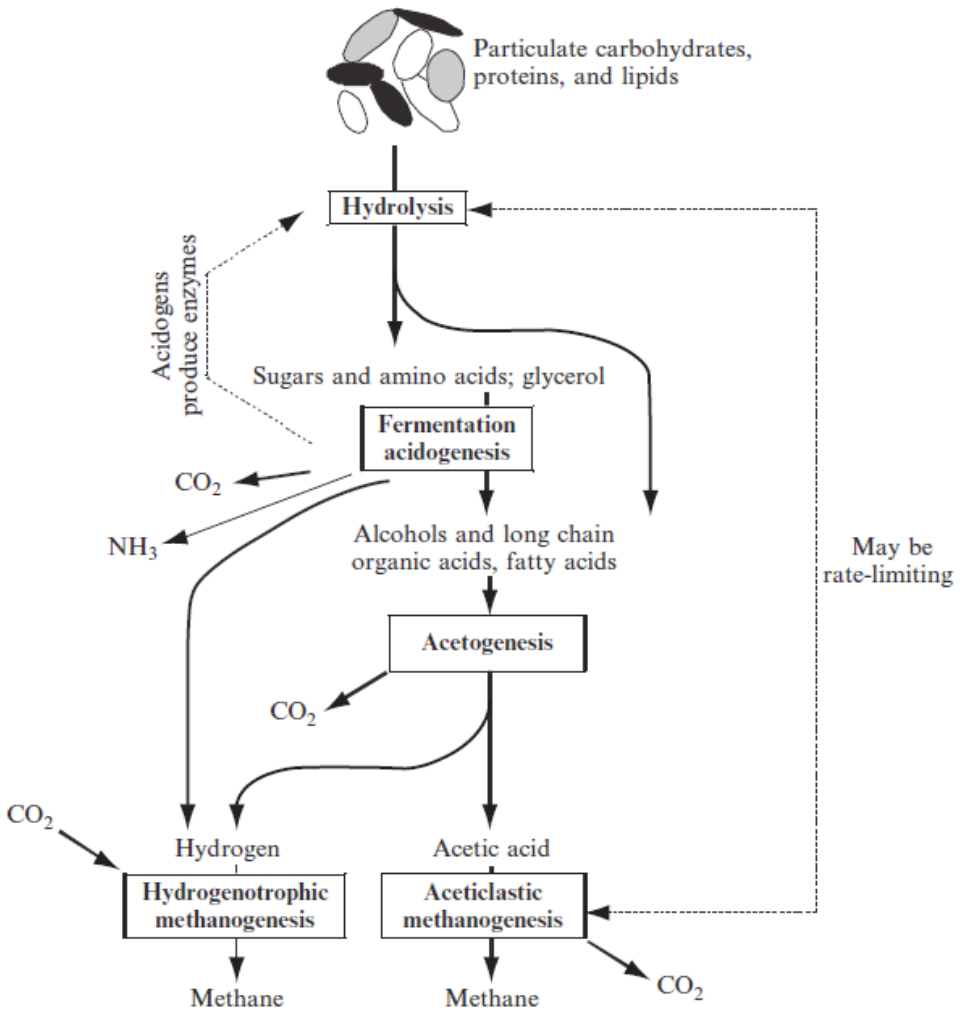 Particulate carbohydrates,
proteins, and lipids
Hydrolysis
Acidogens
produce enzymes
Sugars and amino acids; glycerol
Fermentation
acidogenesis
CO₂
NH₃
Alcohols and long chain
organic acids, fatty acids
May be
rate-limiting
Acetogenesis
CO₂
CO₂
Hydrogen
Acetic acid
Hydrogenotrophic
methanogenesis
Aceticlastic
methanogenesis
CO₂
Methane
Methane